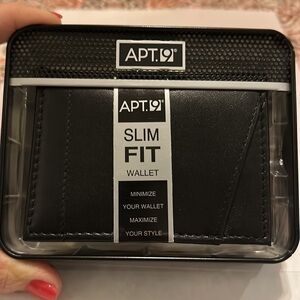 APT.9®
APT.9®
SLIM
FIT
WALLET
MINIMIZE
YOUR WALLET
MAXIMIZE
YOUR STYLE